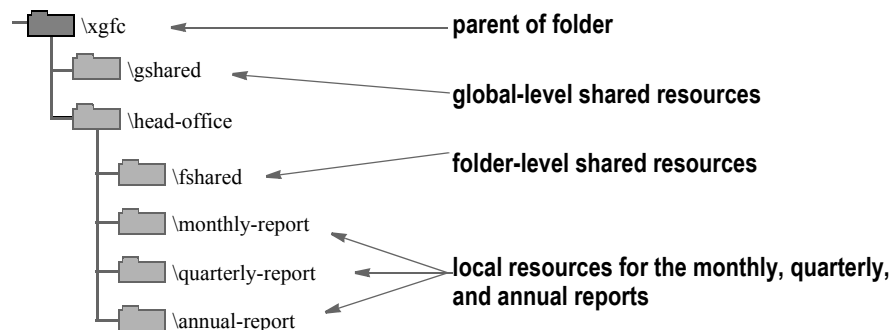 \xgfc
parent of folder
\gshared
global-level shared resources
\head-office
folder-level shared resources
\fshared
\monthly-report
\quarterly-report
local resources for the monthly, quarterly,
and annual reports
\annual-report